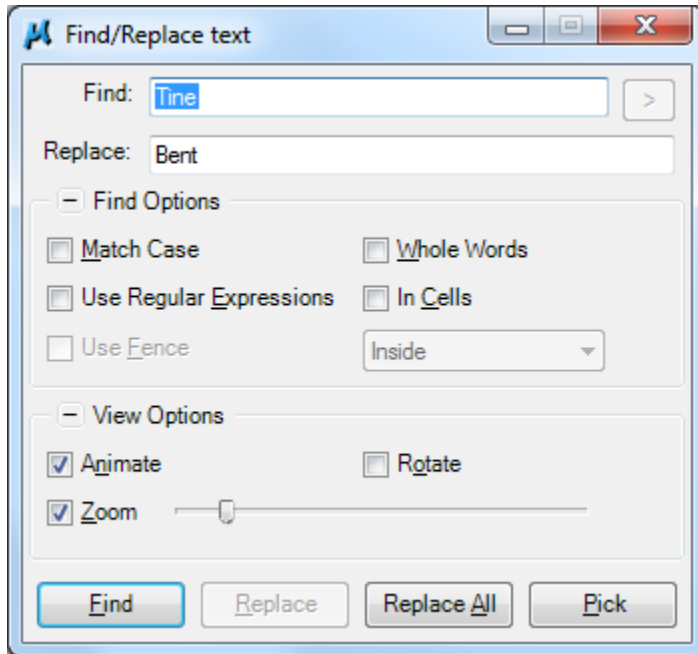 Find/Replace text
Find: Tine >
Replace: Bent
Find Options
Match Case Whole Words
Use Regular Expressions In Cells
Use Fence Inside
View Options
Animate Rotate
Zoom
Find Replace Replace All Pick